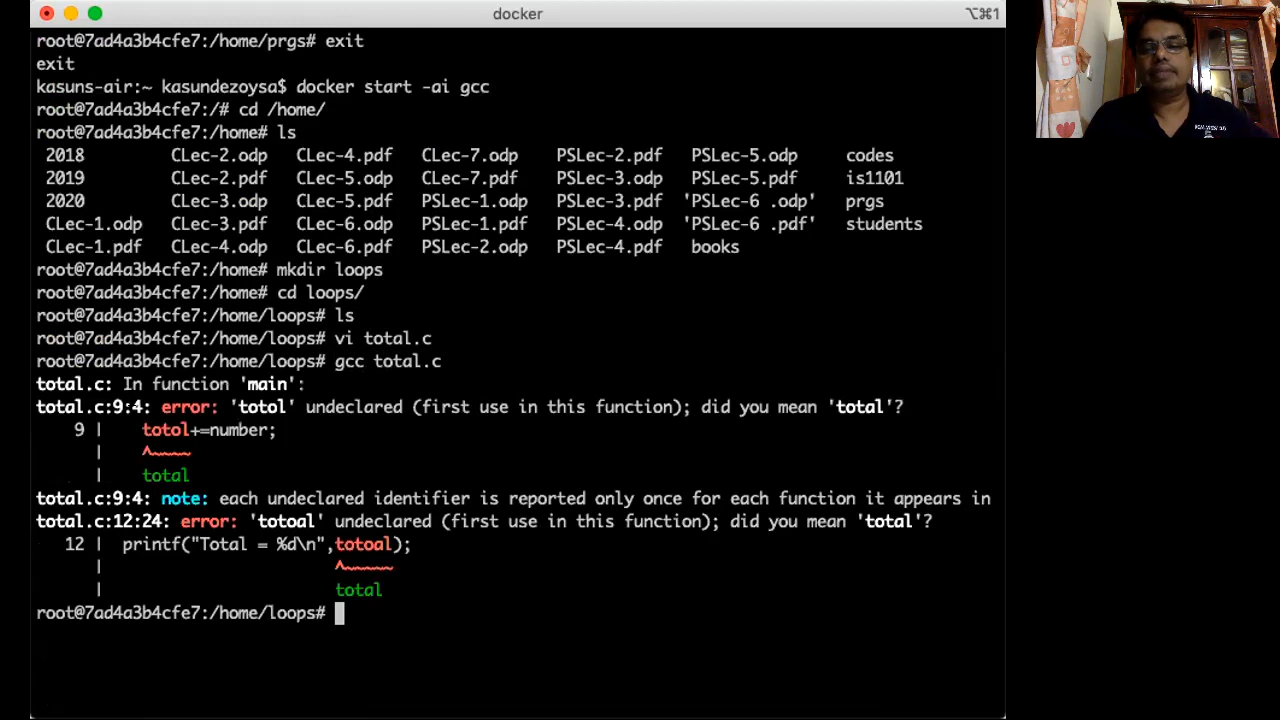 docker
⌥⌘1
root@7ad4a3b4cfe7:/home/prgs# exit
exit
kasuns-air:~ kasundezoysa$ docker start -ai gcc
root@7ad4a3b4cfe7:/# cd /home/
root@7ad4a3b4cfe7:/home# ls
2018 CLec-2.odp CLec-4.pdf CLec-7.odp PSLec-2.pdf PSLec-5.odp codes
2019 CLec-2.pdf CLec-5.odp CLec-7.pdf PSLec-3.odp PSLec-5.pdf is1101
2020 CLec-3.odp CLec-5.pdf PSLec-1.odp PSLec-3.pdf 'PSLec-6 .odp' prgs
CLec-1.odp CLec-3.pdf CLec-6.odp PSLec-1.pdf PSLec-4.odp 'PSLec-6 .pdf' students
CLec-1.pdf CLec-4.odp CLec-6.pdf PSLec-2.odp PSLec-4.pdf books
root@7ad4a3b4cfe7:/home# mkdir loops
root@7ad4a3b4cfe7:/home# cd loops/
root@7ad4a3b4cfe7:/home/loops# ls
root@7ad4a3b4cfe7:/home/loops# vi total.c
root@7ad4a3b4cfe7:/home/loops# gcc total.c
total.c: In function 'main':
total.c:9:4: error: 'totol' undeclared (first use in this function); did you mean 'total'?
9 | totol+=number;
| ^~~~~
| total
total.c:9:4: note: each undeclared identifier is reported only once for each function it appears in
total.c:12:24: error: 'totoal' undeclared (first use in this function); did you mean 'total'?
12 | printf("Total = %d\n",totoal);
| ^~~~~~
| total
root@7ad4a3b4cfe7:/home/loops#